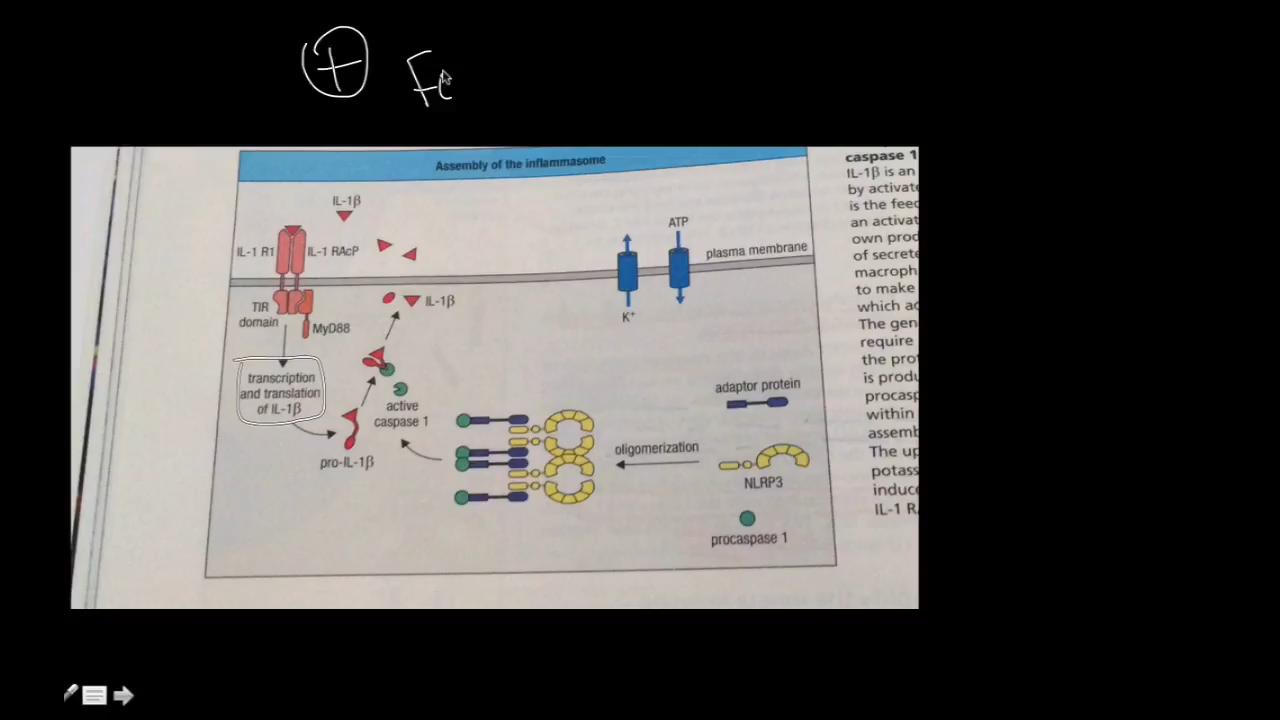 + Fe
Assembly of the inflammasome
IL-1β
IL-1 R1
IL-1 RAcP
ATP
plasma membrane
TIR
domain
MyD88
IL-1β
K⁺
transcription
and translation
of IL-1β
active
caspase 1
pro-IL-1β
oligomerization
adaptor protein
NLRP3
procaspase 1
caspase 1
IL-1β is an
by activate
is the feed
an activat
own prod
of secrete
macroph
to make
which ac
The gen
require
the prot
is produ
procasp
within
assemb
The up
potass
induce
IL-1 R